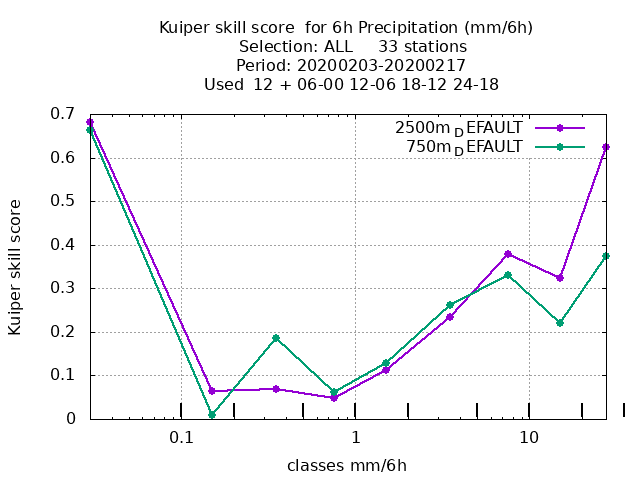 Kuiper skill score  for 6h Precipitation (mm/6h)
Selection: ALL     33 stations
Period: 20200203-20200217
Used  12 + 06-00 12-06 18-12 24-18
0.7
0.6
0.5
0.4
0.3
0.2
0.1
0
Kuiper skill score
2500m_DEFAULT
750m_DEFAULT
0.1
1
10
classes mm/6h